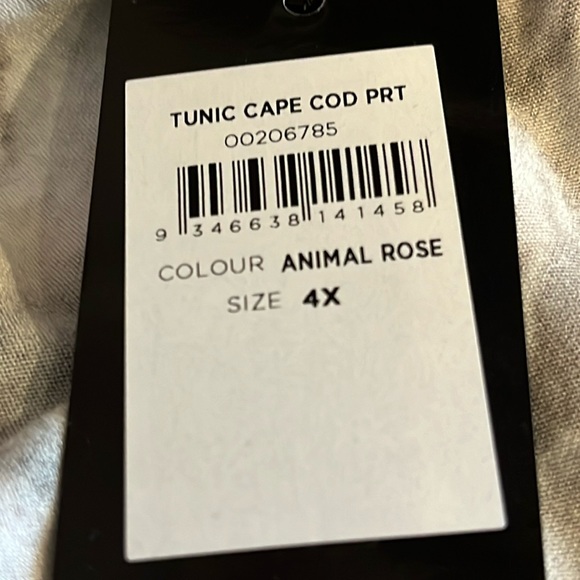 TUNIC CAPE COD PRT
00206785
9 346638 141458
COLOUR ANIMAL ROSE
SIZE 4X